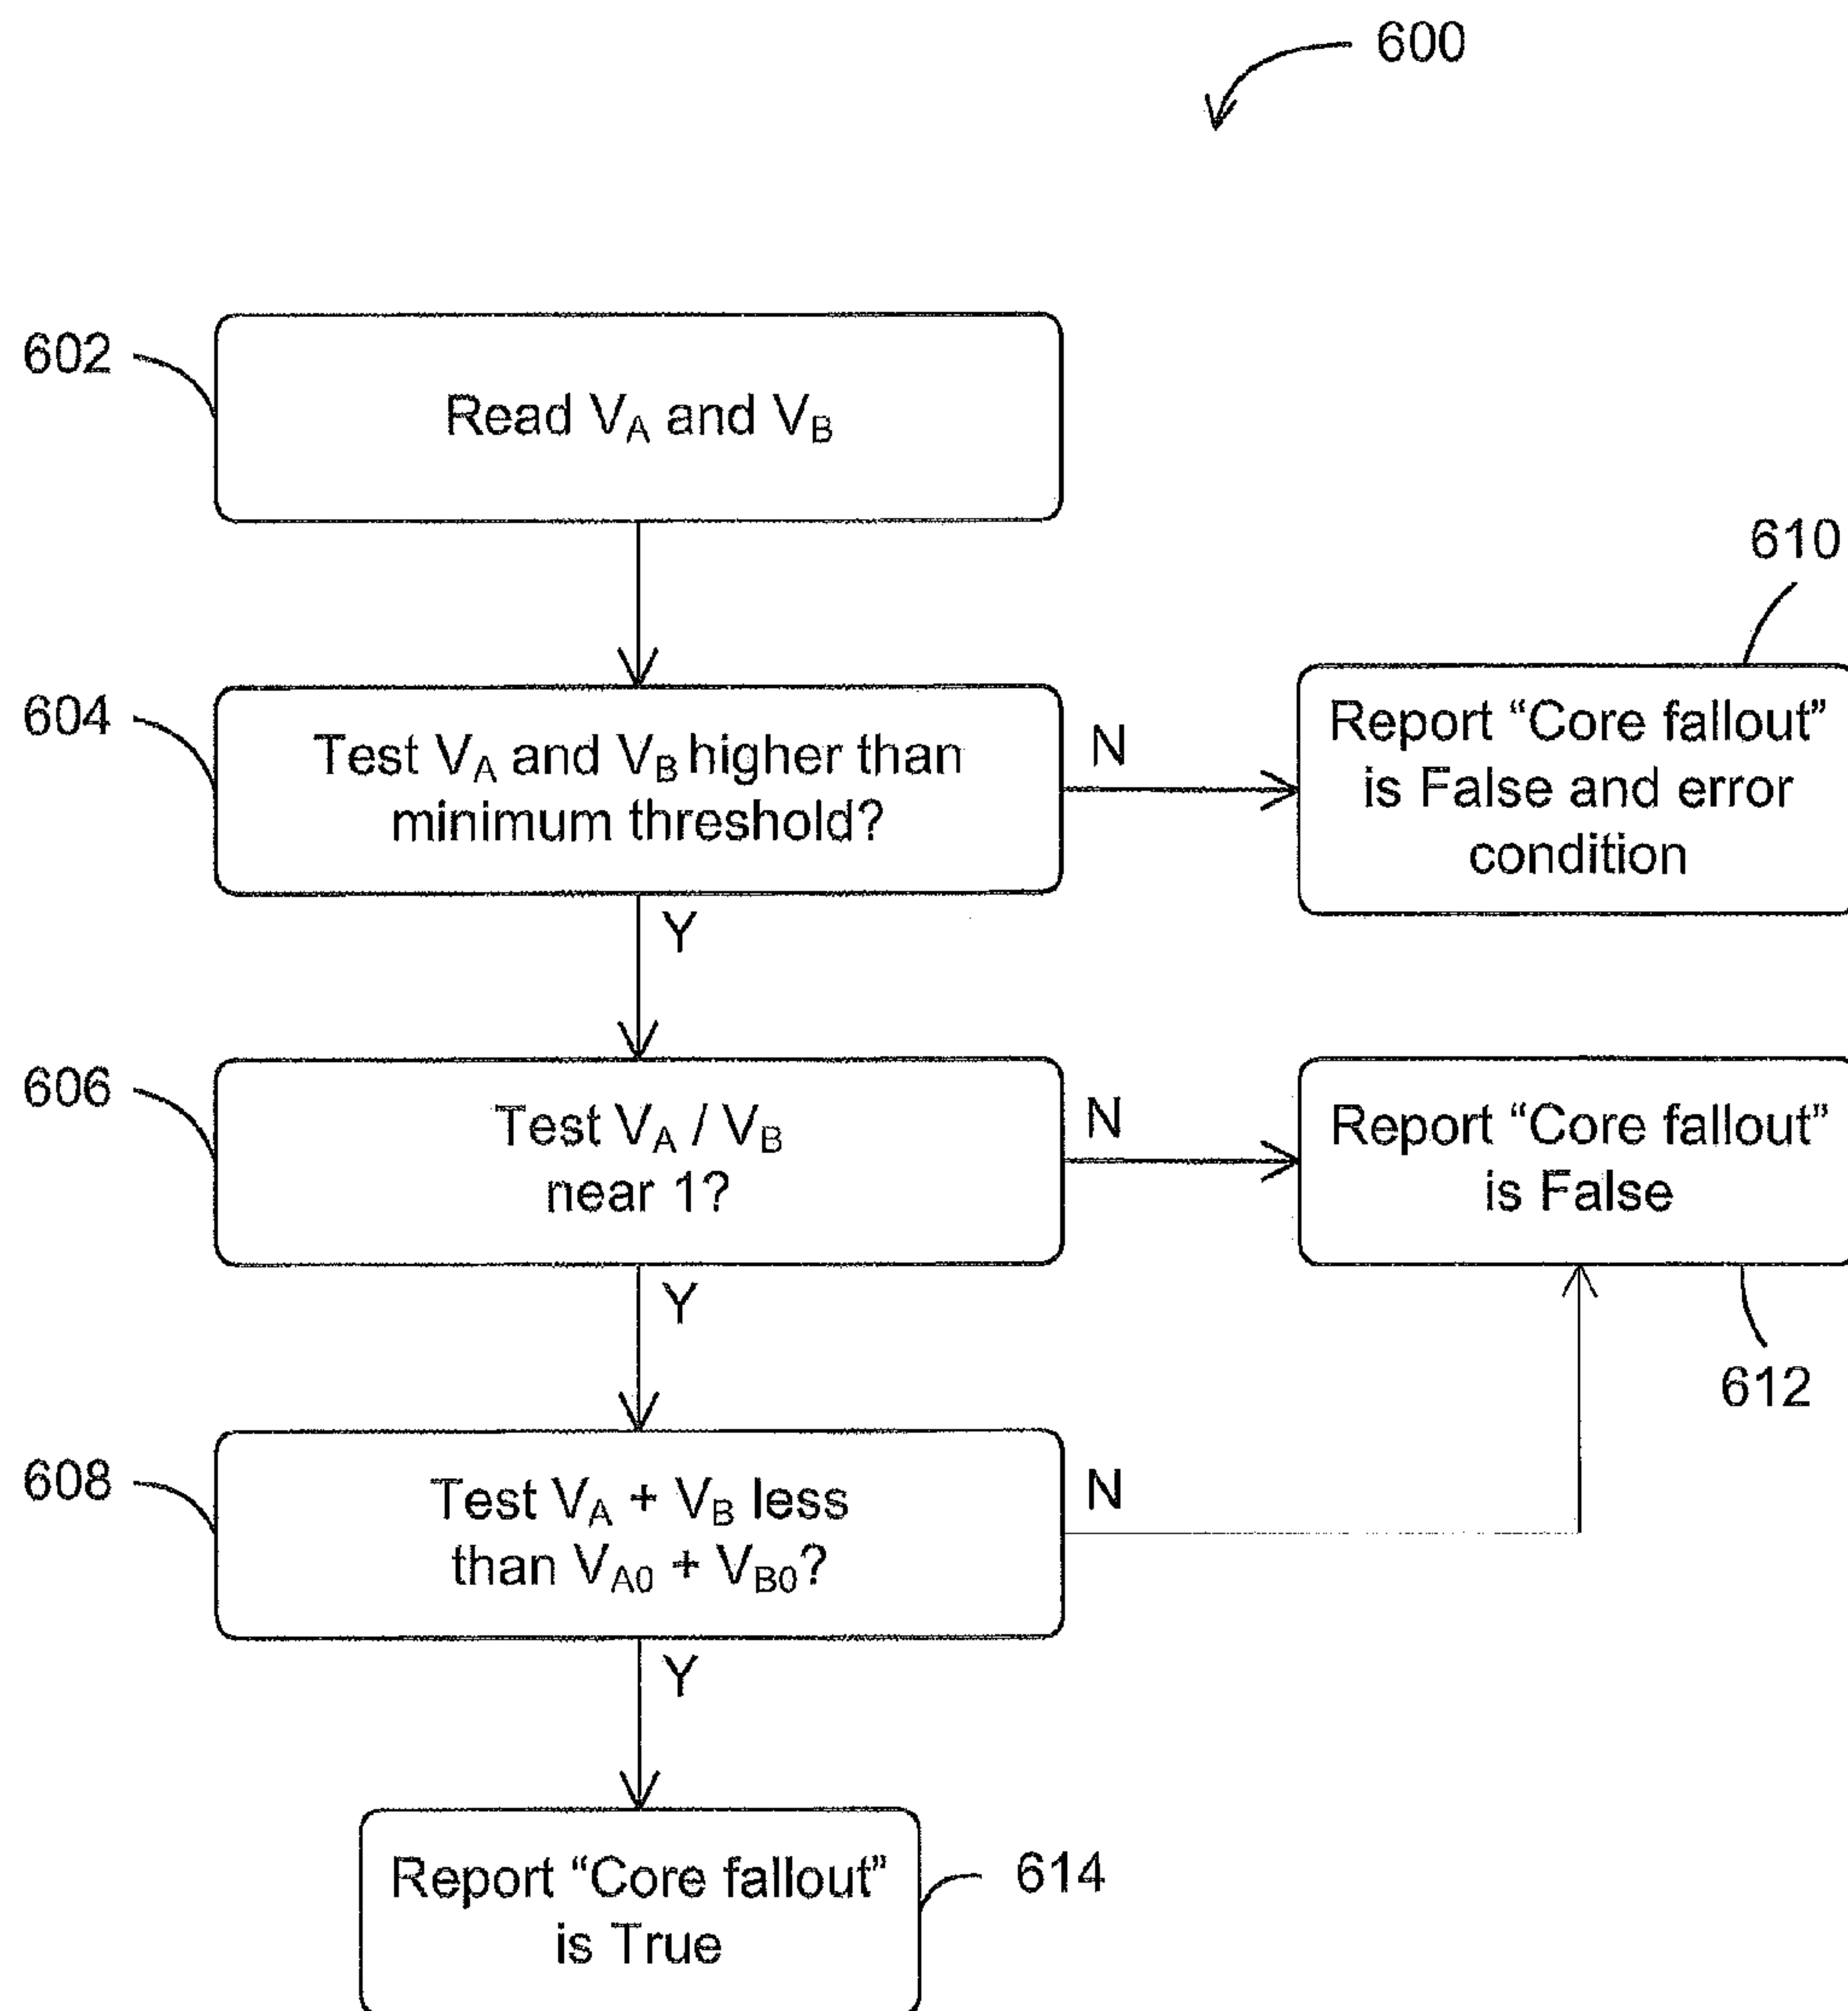 600
602
Read VA and VB
604
Test VA and VB higher than
minimum threshold?
N
610
Report “Core fallout”
is False and error
condition
Y
606
Test VA / VB
near 1?
N
Report “Core fallout”
is False
612
Y
608
Test VA + VB less
than VA0 + VB0?
N
Y
Report “Core fallout”
is True
614